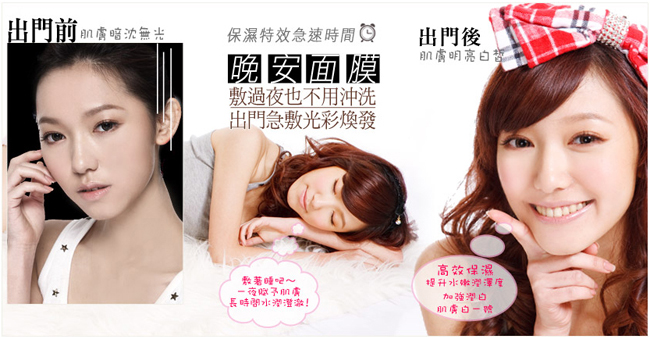 出門前
肌膚暗沈無光
保濕特效急速時間
晚安面膜
敷過夜也不用沖洗
出門急敷光彩煥發
敷著睡吧～
一夜賦予肌膚
長時間水潤澄澈!
出門後
肌膚明亮白皙
高效保濕
提升水嫩潤澤度
加強潤白
肌膚白一號